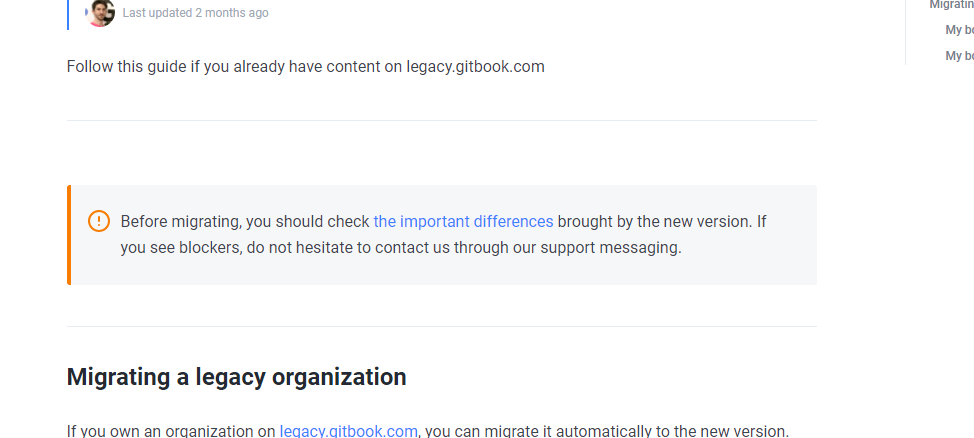 Last updated 2 months ago
Migratin
My bo
My bo
Follow this guide if you already have content on legacy.gitbook.com
Before migrating, you should check the important differences brought by the new version. If
you see blockers, do not hesitate to contact us through our support messaging.
Migrating a legacy organization
If you own an organization on legacy.gitbook.com, you can migrate it automatically to the new version.